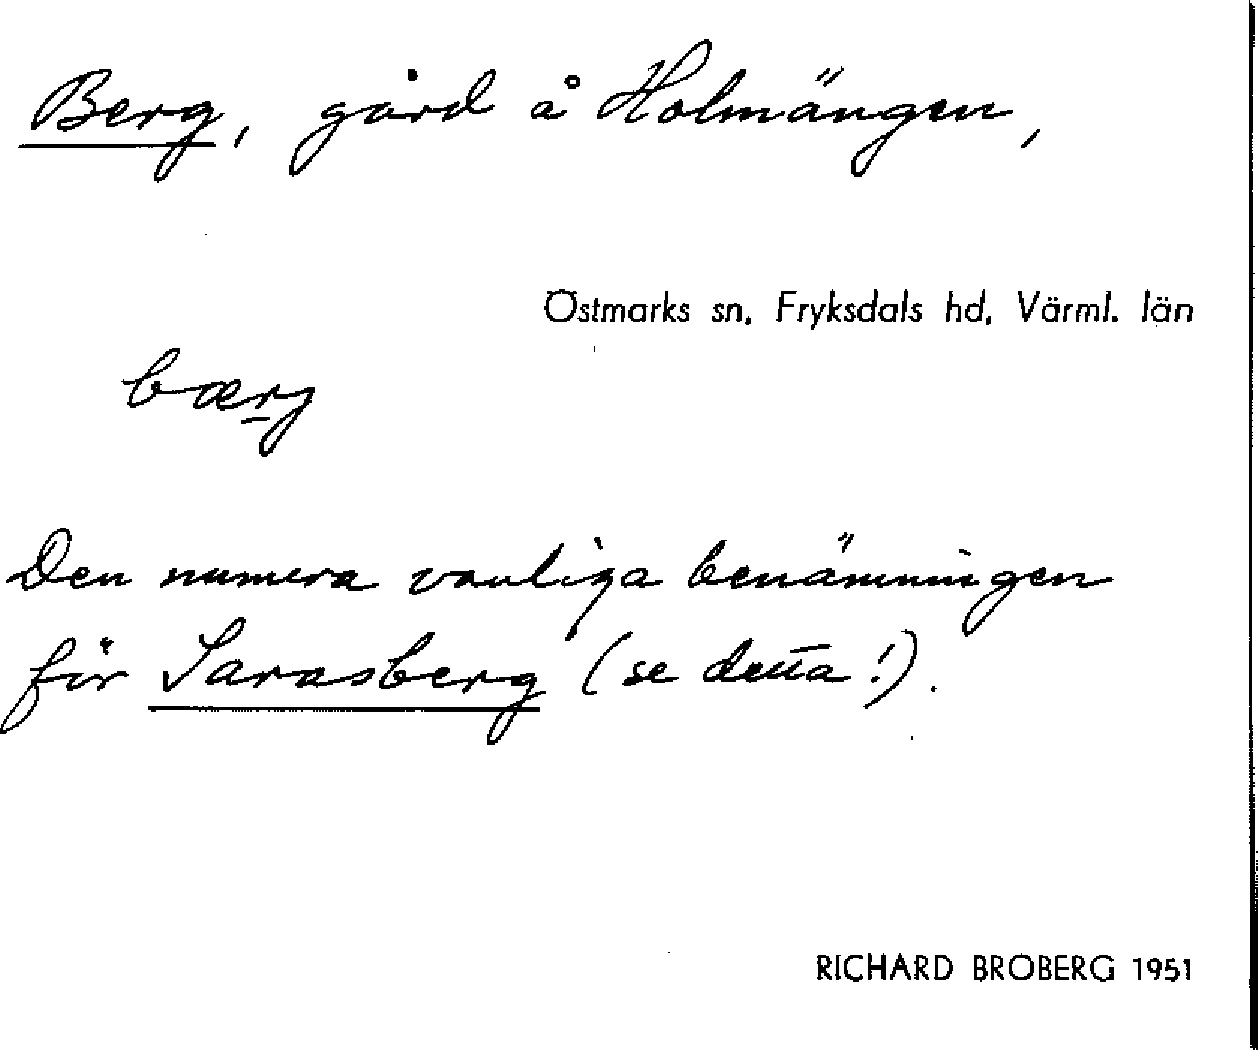 Berg, gård å Holmängen,
Östmarks sn, Fryksdals hd, Värml. län
bærj
Den numera vanliga benämningen
för Sarasberg (se detta!).
RICHARD BROBERG 1951